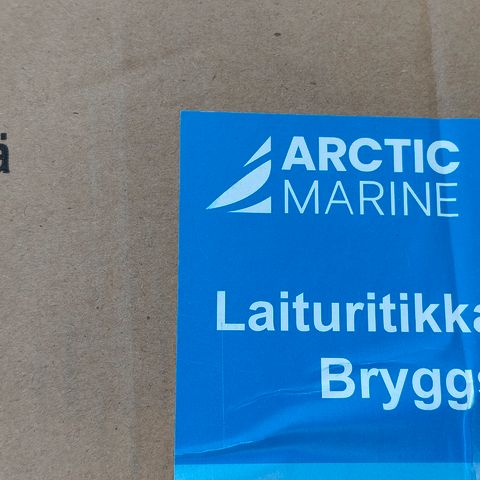 ä
ARCTIC
MARINE
Laituritikka
Bryggs